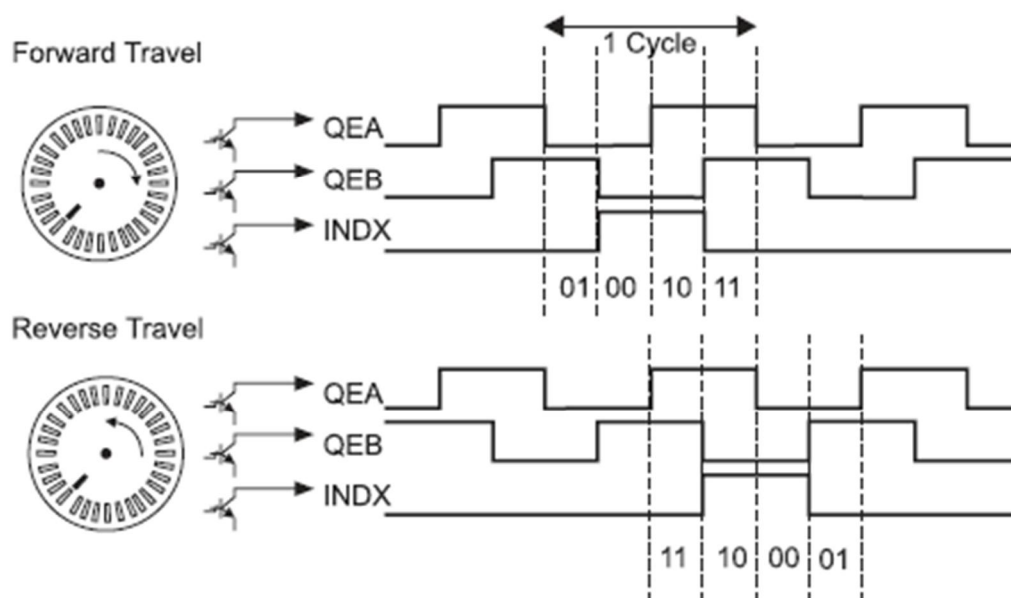 1 Cycle
Forward Travel
QEA
QEB
INDX
01 00 10 11
Reverse Travel
QEA
QEB
INDX
11 10 00 01